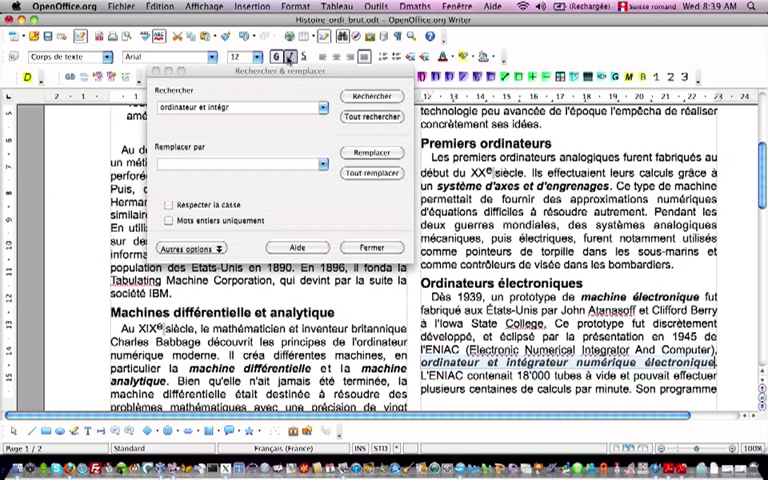 OpenOffice.org Fichier Édition Affichage Insertion Format Tableau Outils Données Fenêtre Aide (Rechargée) Suisse romand Wed 8:39 AM
Histoire_ordi_brut.odt - OpenOffice.org Writer
Corps de texte Arial 12 G I S
Rechercher & remplacer
Rechercher
ordinateur et intégr
Rechercher
Tout rechercher
Remplacer par
Remplacer
Tout remplacer
Respecter la casse
Mots entiers uniquement
Autres options
Aide
Fermer
amé
Au de
un méti
perforé
Puis, c
Herman
similaire
En utili
sur des
informa
population des États-Unis en 1890. En 1896, il fonda la
Tabulating Machine Corporation, qui devint par la suite la
société IBM.
Machines différentielle et analytique
Au XIXe siècle, le mathématicien et inventeur britannique
Charles Babbage découvrit les principes de l'ordinateur
numérique moderne. Il créa différentes machines, en
particulier la machine différentielle et la machine
analytique. Bien qu'elle n'ait jamais été terminée, la
machine différentielle était destinée à résoudre des
problèmes mathématiques avec une précision de vingt
technologie peu avancée de l'époque l'empêcha de réaliser
concrètement ses idées.
Premiers ordinateurs
Les premiers ordinateurs analogiques furent fabriqués au
début du XXe siècle. Ils effectuaient leurs calculs grâce à
un système d'axes et d'engrenages. Ce type de machine
permettait de fournir des approximations numériques
d'équations difficiles à résoudre autrement. Pendant les
deux guerres mondiales, des systèmes analogiques
mécaniques, puis électriques, furent notamment utilisés
comme pointeurs de torpille dans les sous-marins et
comme contrôleurs de visée dans les bombardiers.
Ordinateurs électroniques
Dès 1939, un prototype de machine électronique fut
fabriqué aux États-Unis par John Atanasoff et Clifford Berry
à l'Iowa State College. Ce prototype fut discrètement
développé, et éclipsé par la présentation en 1945 de
l'ENIAC (Electronic Numerical Integretor And Computer),
ordinateur et intégrateur numérique électronique.
L'ENIAC contenait 18'000 tubes à vide et pouvait effectuer
plusieurs centaines de calculs par minute. Son programme
Page 1 / 2 Standard Français (France) INS STD * 100%